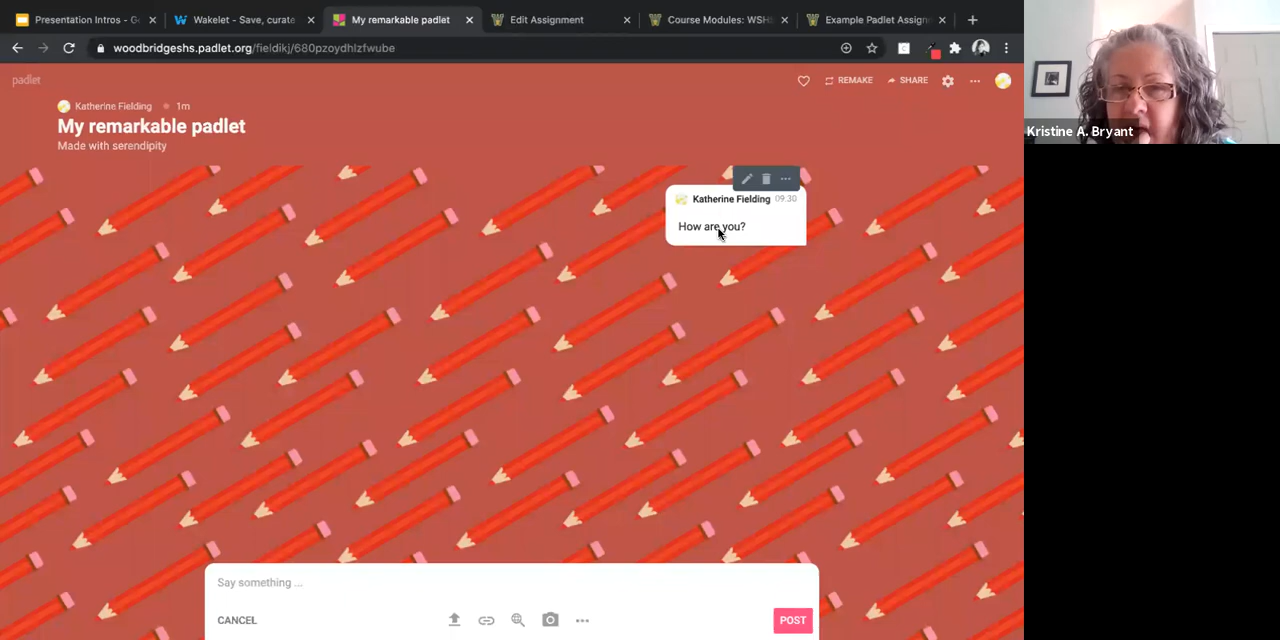 Presentation Intros - G
Wakelet - Save, curate
My remarkable padlet
Edit Assignment
Course Modules: WSH
Example Padlet Assign
woodbridgeshs.padlet.org/fieldikj/680pzoydhlzfwube
padlet
REMAKE
SHARE
Katherine Fielding
1m
My remarkable padlet
Made with serendipity
Katherine Fielding 09.30
How are you?
Kristine A. Bryant
Say something ...
CANCEL
POST